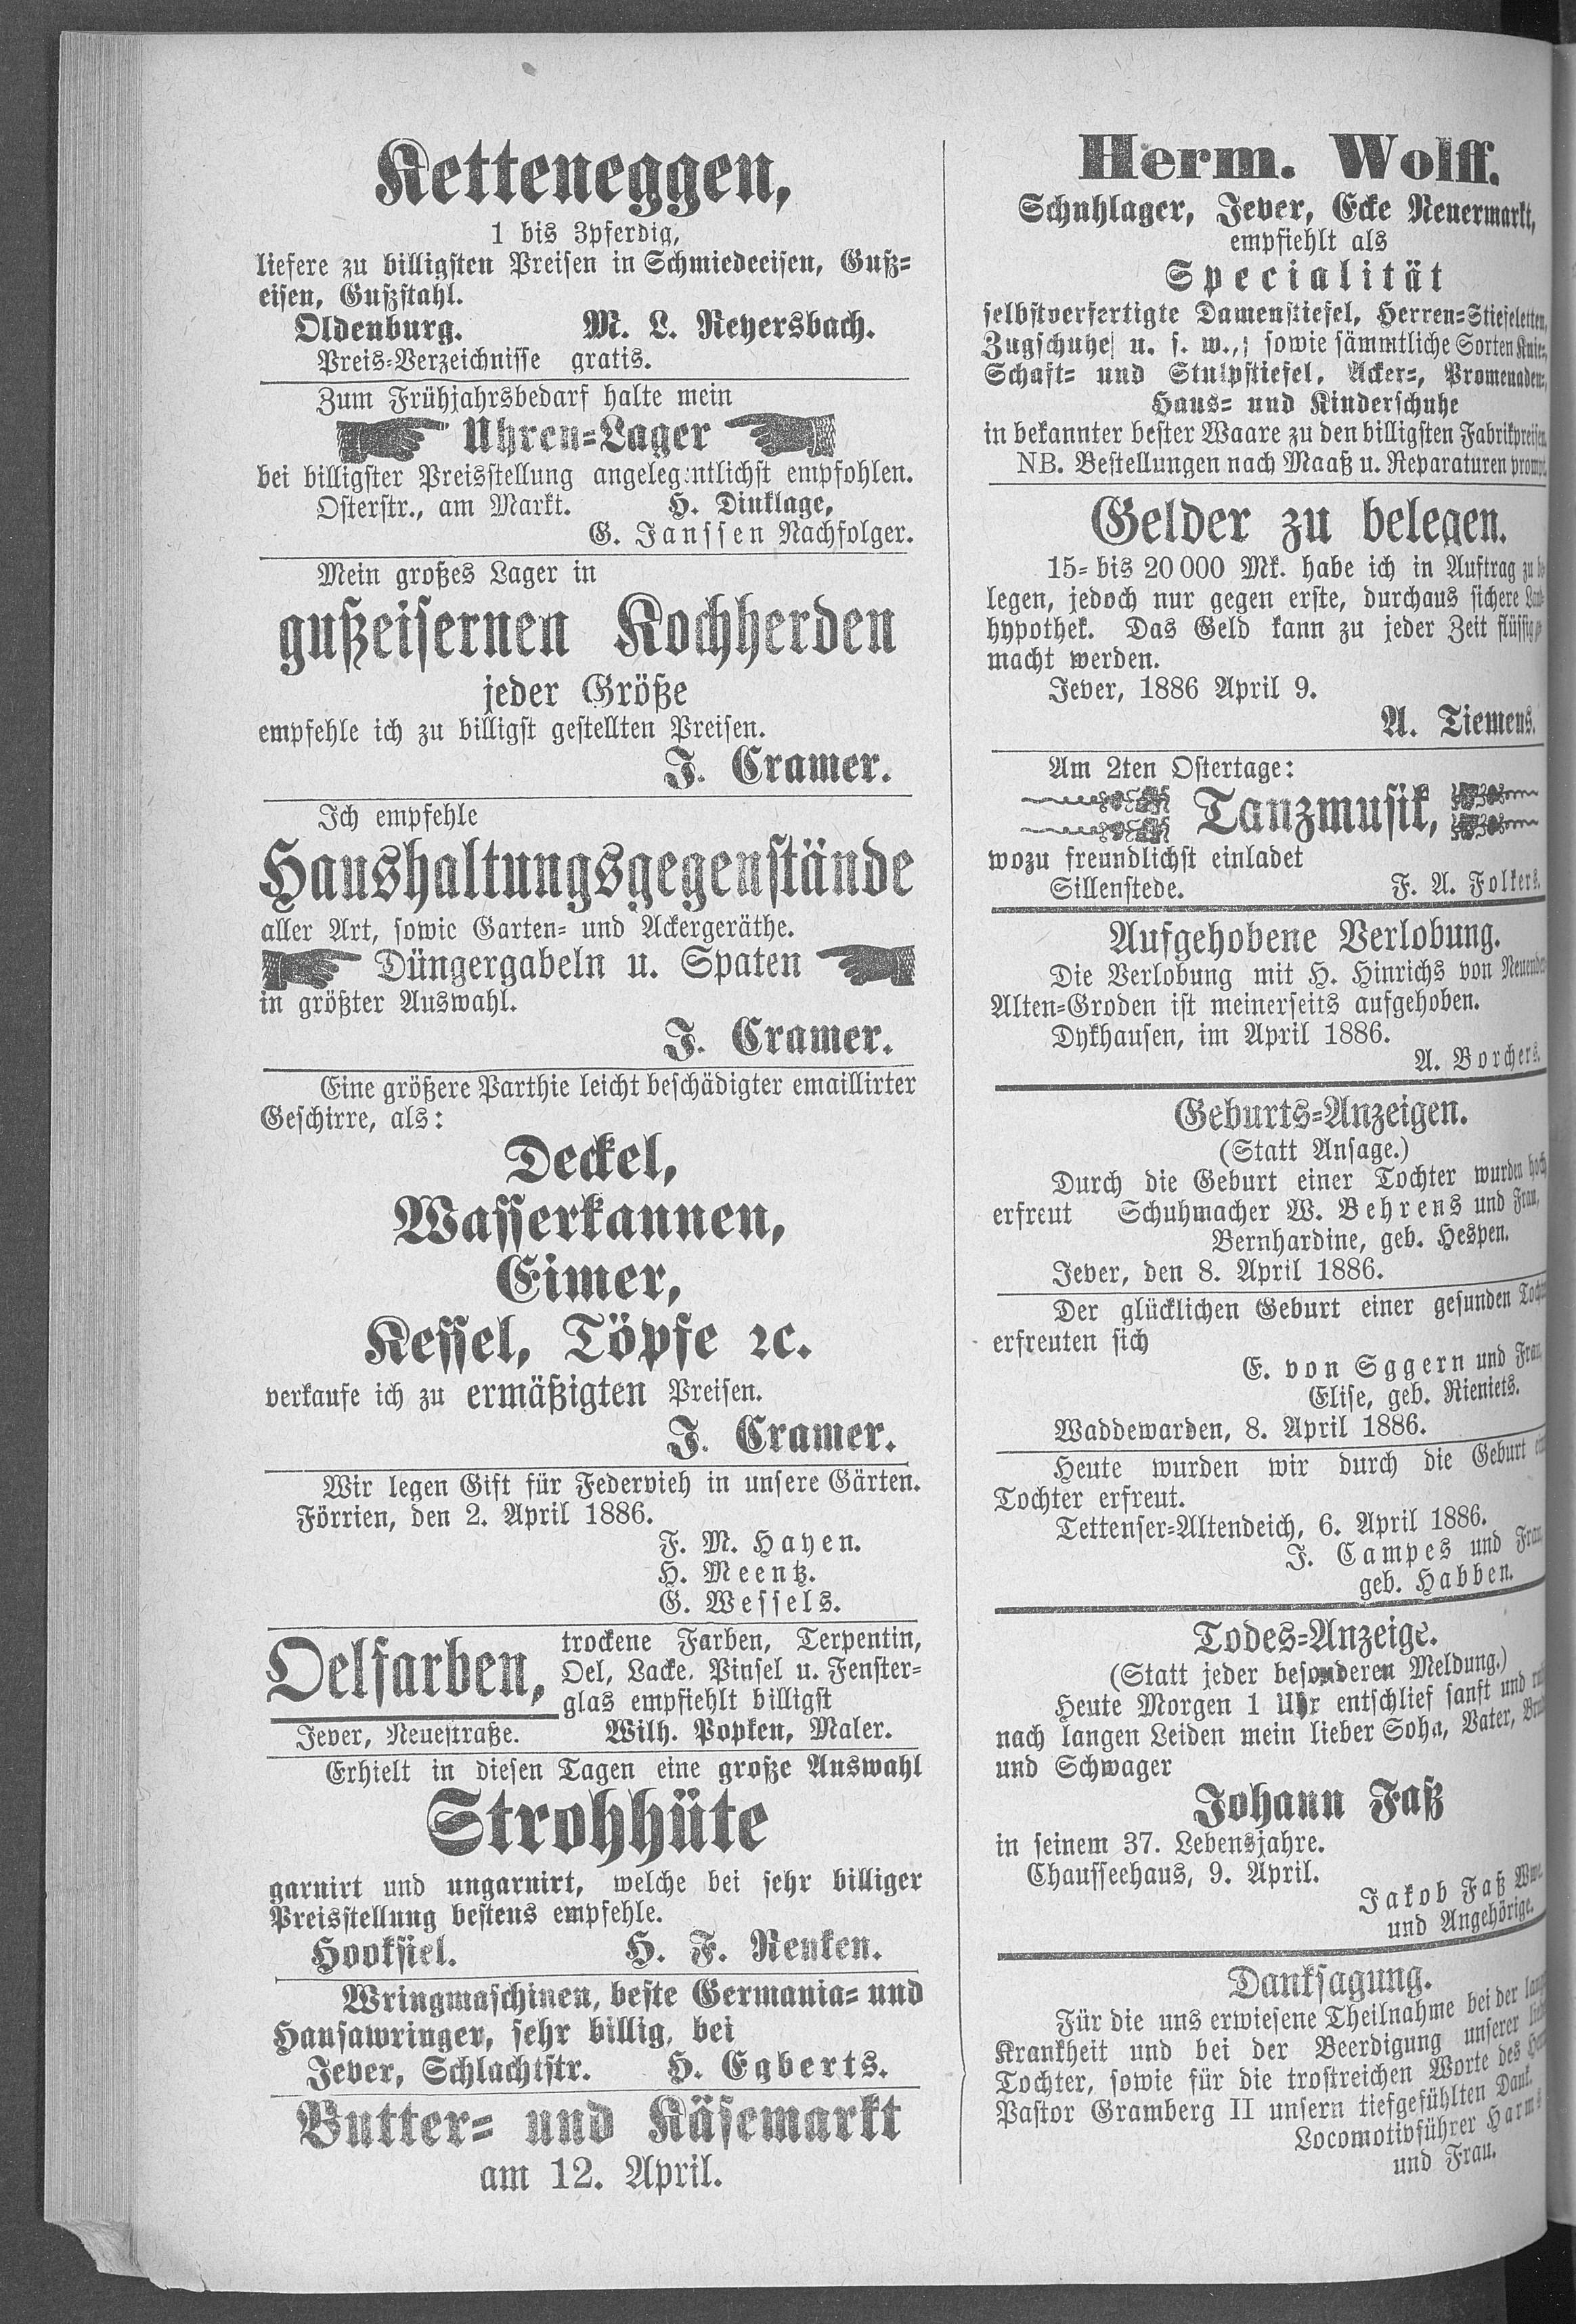 Ketteneggen,
1 bis 3pferdig,
liefere zu billigsten Preisen in Schmiedeeisen, Guß-
eisen, Gußstahl.
Oldenburg. M. L. Reyersbach.
Preis-Verzeichnisse gratis.
Zum Frühjahrsbedarf halte mein
Uhren-Lager
bei billigster Preisstellung angelegentlichst empfohlen.
Osterstr., am Markt. H. Dinklage,
G. Janssen Nachfolger.
Mein großes Lager in
gußeisernen Kochherden
jeder Größe
empfehle ich zu billigst gestellten Preisen.
J. Cramer.
Ich empfehle
Haushaltungsgegenstände
aller Art, sowie Garten- und Ackergeräthe.
Düngergabeln u. Spaten
in größter Auswahl.
J. Cramer.
Eine größere Parthie leicht beschädigter emaillirter
Geschirre, als:
Deckel,
Wasserkannen,
Eimer,
Kessel, Töpfe ꝛc.
verkaufe ich zu ermäßigten Preisen.
J. Cramer.
Wir legen Gift für Federvieh in unsere Gärten.
Förrien, den 2. April 1886.
F. M. Hayen.
H. Meentz.
G. Wessels.
Oelfarben, trockene Farben, Terpentin,
Oel, Lacke, Pinsel u. Fenster-
glas empfiehlt billigst
Jever, Neuestraße. Wilh. Popken, Maler.
Erhielt in diesen Tagen eine große Auswahl
Strohhüte
garnirt und ungarnirt, welche bei sehr billiger
Preisstellung bestens empfehle.
Hooksiel. H. F. Renken.
Wringmaschinen, beste Germania- und
Hansawringer, sehr billig, bei
Jever, Schlachtstr. H. Egberts.
Butter- und Käsemarkt
am 12. April.
Herm. Wolff.
Schuhlager, Jever, Ecke Neuermarkt,
empfiehlt als
Specialität
selbstverfertigte Damenstiefel, Herren-Stiefeletten,
Zugschuhe u. s. w., sowie sämmtliche Sorten Knie-,
Schaft- und Stulpstiefel, Acker-, Promenaden-,
Haus- und Kinderschuhe
in bekannter bester Waare zu den billigsten Fabrikpreisen.
NB. Bestellungen nach Maaß u. Reparaturen prompt.
Gelder zu belegen.
15- bis 20 000 Mk. habe ich in Auftrag zu be-
legen, jedoch nur gegen erste, durchaus sichere Land-
hypothek. Das Geld kann zu jeder Zeit flüssig ge-
macht werden.
Jever, 1886 April 9.
A. Tiemens.
Am 2ten Ostertage:
Tanzmusik,
wozu freundlichst einladet
Sillenstede. F. A. Folkers.
Aufgehobene Verlobung.
Die Verlobung mit H. Hinrichs von
Alten-Groden ist meinerseits aufgehoben.
Dykhausen, im April 1886.
A. Borchers.
Geburts-Anzeigen.
(Statt Ansage.)
Durch die Geburt einer Tochter wurden hoch
erfreut Schuhmacher W. Behrens und Frau,
Bernhardine, geb. Hespen.
Jever, den 8. April 1886.
Der glücklichen Geburt einer gesunden Tochter
erfreuten sich
E. von Sggern und Frau,
Elise, geb. Rieniets.
Waddewarden, 8. April 1886.
Heute wurden wir durch die Geburt
Tochter erfreut.
Tettenser-Altendeich, 6. April 1886.
J. Campes und Frau,
geb. Habben.
Todes-Anzeige.
(Statt jeder besonderen Meldung.)
Heute Morgen 1 Uhr entschlief sanft und
nach langen Leiden mein lieber Sohn, Vater, Bruder
und Schwager
Johann Faß
in seinem 37. Lebensjahre.
Chausseehaus, 9. April.
Jakob Faß Wwe.
und Angehörige.
Danksagung.
Für die uns erwiesene Theilnahme bei der
Krankheit und bei der Beerdigung unserer
Tochter, sowie für die trostreichen Worte des
Pastor Gramberg II unsern tiefgefühlten Dank.
Locomotivführer Harms
und Frau.